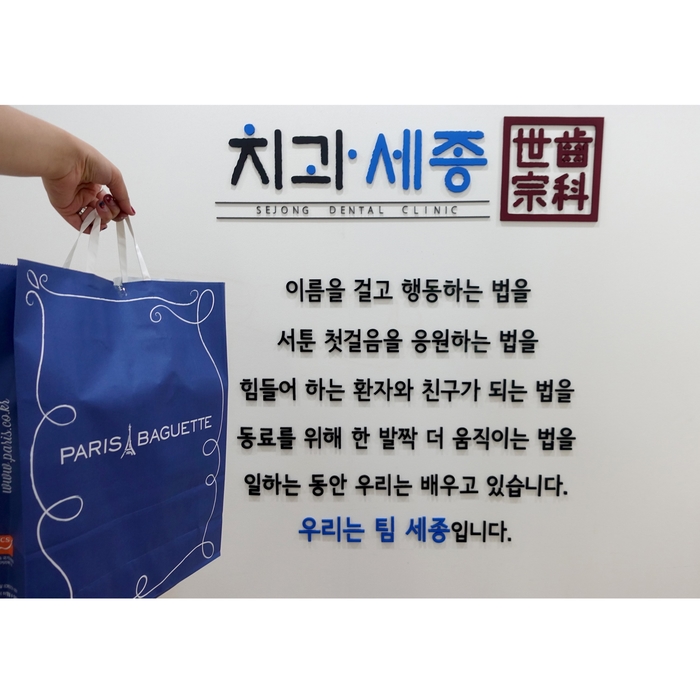 치과·세종
世齒
宗科
SEJONG DENTAL CLINIC
이름을 걸고 행동하는 법을
서툰 첫걸음을 응원하는 법을
힘들어 하는 환자와 친구가 되는 법을
동료를 위해 한 발짝 더 움직이는 법을
일하는 동안 우리는 배우고 있습니다.
우리는 팀 세종입니다.
PARIS BAGUETTE
www.paris.co.kr